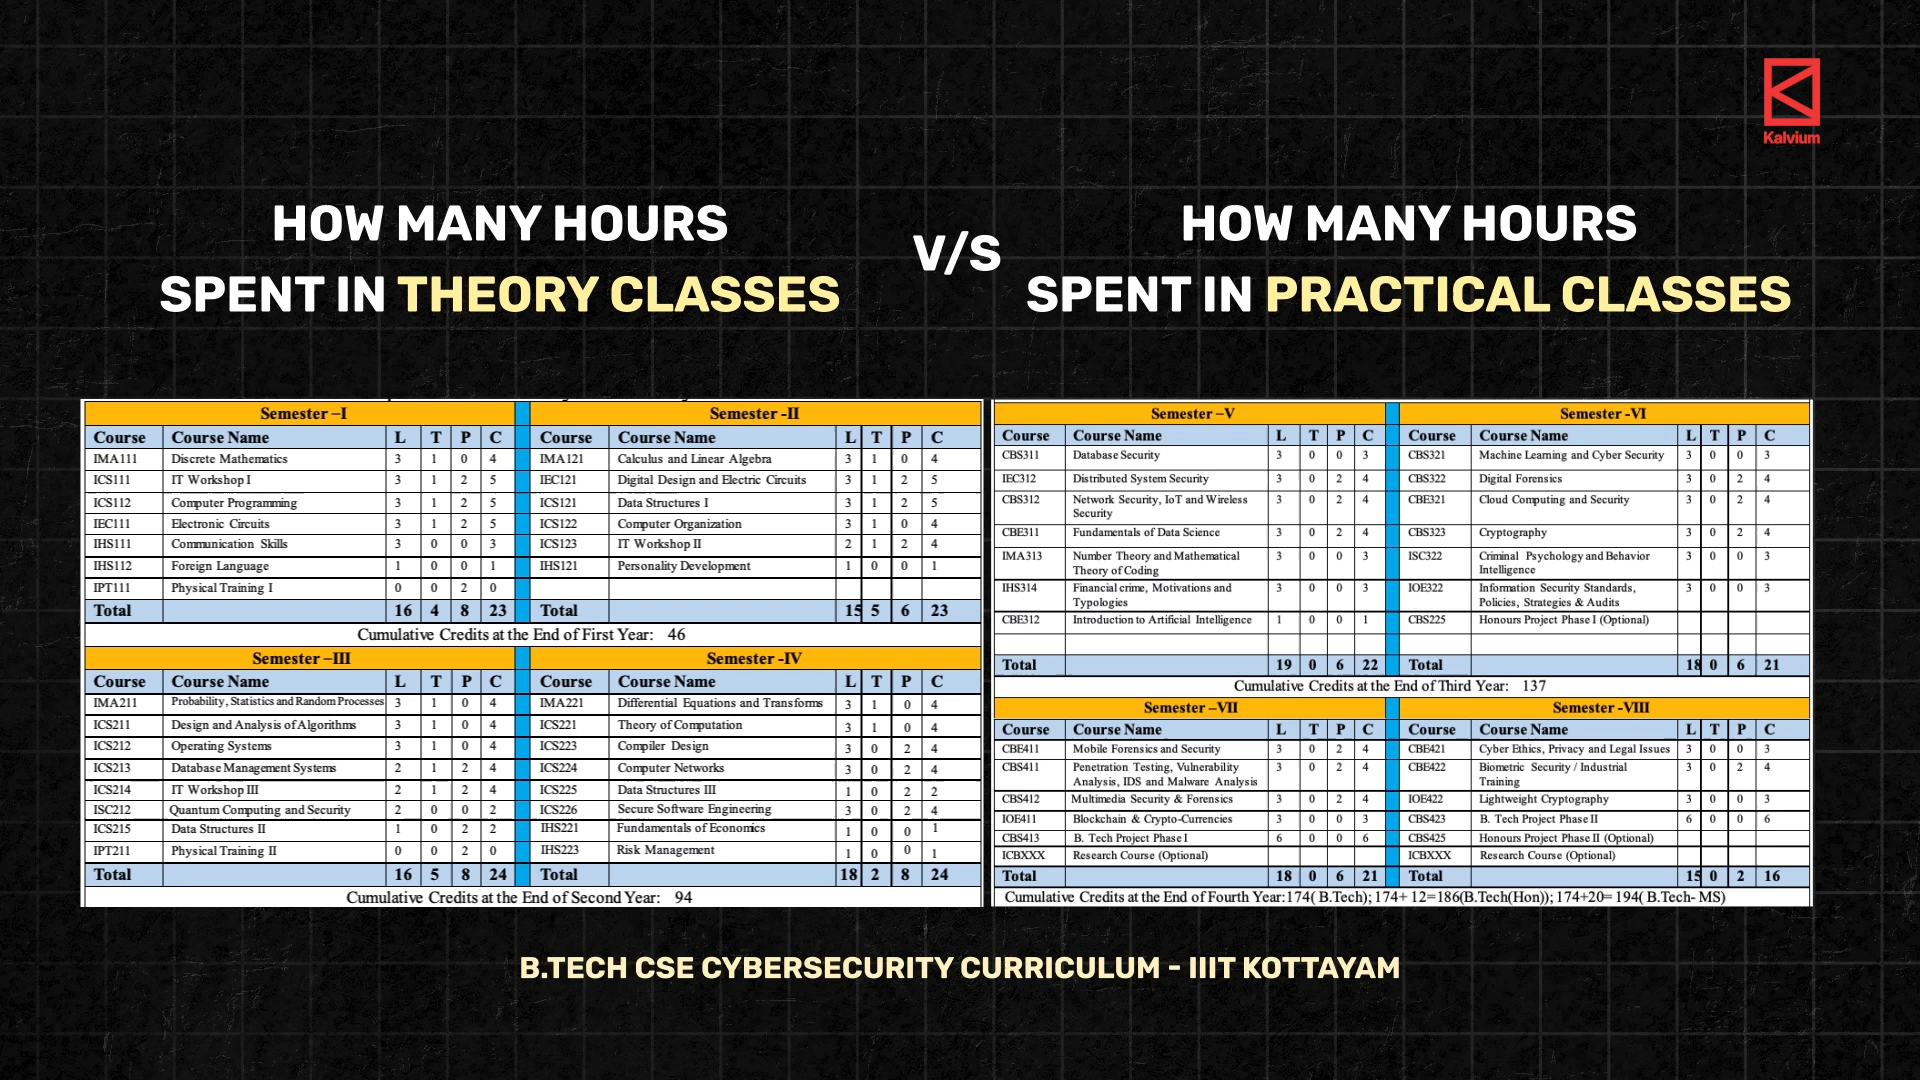 Kalvium
HOW MANY HOURS
SPENT IN THEORY CLASSES
V/S
HOW MANY HOURS
SPENT IN PRACTICAL CLASSES
Semester –I Semester -II
Course Course Name L T P C Course Course Name L T P C
IMA111 Discrete Mathematics 3 1 0 4 IMA121 Calculus and Linear Algebra 3 1 0 4
ICS111 IT Workshop I 3 1 2 5 IEC121 Digital Design and Electric Circuits 3 1 2 5
ICS112 Computer Programming 3 1 2 5 ICS121 Data Structures I 3 1 2 5
IEC111 Electronic Circuits 3 1 2 5 ICS122 Computer Organization 3 1 0 4
IHS111 Communication Skills 3 0 0 3 ICS123 IT Workshop II 2 1 2 4
IHS112 Foreign Language 1 0 0 1 IHS121 Personality Development 1 0 0 1
IPT111 Physical Training I 0 0 2 0
Total 16 4 8 23 Total 15 5 6 23
Cumulative Credits at the End of First Year: 46
Semester –III Semester -IV
Course Course Name L T P C Course Course Name L T P C
IMA211 Probability, Statistics and Random Processes 3 1 0 4 IMA221 Differential Equations and Transforms 3 1 0 4
ICS211 Design and Analysis of Algorithms 3 1 0 4 ICS221 Theory of Computation 3 1 0 4
ICS212 Operating Systems 3 1 0 4 ICS223 Compiler Design 3 0 2 4
ICS213 Database Management Systems 2 1 2 4 ICS224 Computer Networks 3 0 2 4
ICS214 IT Workshop III 2 1 2 4 ICS225 Data Structures III 1 0 2 2
ISC212 Quantum Computing and Security 2 0 0 2 ICS226 Secure Software Engineering 3 0 2 4
ICS215 Data Structures II 1 0 2 2 IHS221 Fundamentals of Economics 1 0 0 1
IPT211 Physical Training II 0 0 2 0 IHS223 Risk Management 1 0 0 1
Total 16 5 8 24 Total 18 2 8 24
Cumulative Credits at the End of Second Year: 94
Semester –V Semester -VI
Course Course Name L T P C Course Course Name L T P C
CBS311 Database Security 3 0 0 3 CBS321 Machine Learning and Cyber Security 3 0 0 3
IEC312 Distributed System Security 3 0 2 4 CBS322 Digital Forensics 3 0 2 4
CBS312 Network Security, IoT and Wireless 3 0 2 4 CBE321 Cloud Computing and Security 3 0 2 4
Security
CBE311 Fundamentals of Data Science 3 0 2 4 CBS323 Cryptography 3 0 2 4
IMA313 Number Theory and Mathematical 3 0 0 3 ISC322 Criminal Psychology and Behavior 3 0 0 3
Theory of Coding Intelligence
IHS314 Financial crime, Motivations and 3 0 0 3 IOE322 Information Security Standards, 3 0 0 3
Typologies Policies, Strategies & Audits
CBE312 Introduction to Artificial Intelligence 1 0 0 1 CBS225 Honours Project Phase I (Optional)
Total 19 0 6 22 Total 18 0 6 21
Cumulative Credits at the End of Third Year: 137
Semester –VII Semester -VIII
Course Course Name L T P C Course Course Name L T P C
CBE411 Mobile Forensics and Security 3 0 2 4 CBE421 Cyber Ethics, Privacy and Legal Issues 3 0 0 3
CBS411 Penetration Testing, Vulnerability 3 0 2 4 CBE422 Biometric Security / Industrial 3 0 2 4
Analysis, IDS and Malware Analysis Training
CBS412 Multimedia Security & Forensics 3 0 2 4 IOE422 Lightweight Cryptography 3 0 0 3
IOE411 Blockchain & Crypto-Currencies 3 0 0 3 CBS423 B. Tech Project Phase II 6 0 0 6
CBS413 B. Tech Project Phase I 6 0 0 6 CBS425 Honours Project Phase II (Optional)
ICBXXX Research Course (Optional) ICBXXX Research Course (Optional)
Total 18 0 6 21 Total 15 0 2 16
Cumulative Credits at the End of Fourth Year:174( B.Tech); 174+ 12=186(B.Tech(Hon)); 174+20= 194( B.Tech- MS)
B.TECH CSE CYBERSECURITY CURRICULUM - IIIT KOTTAYAM